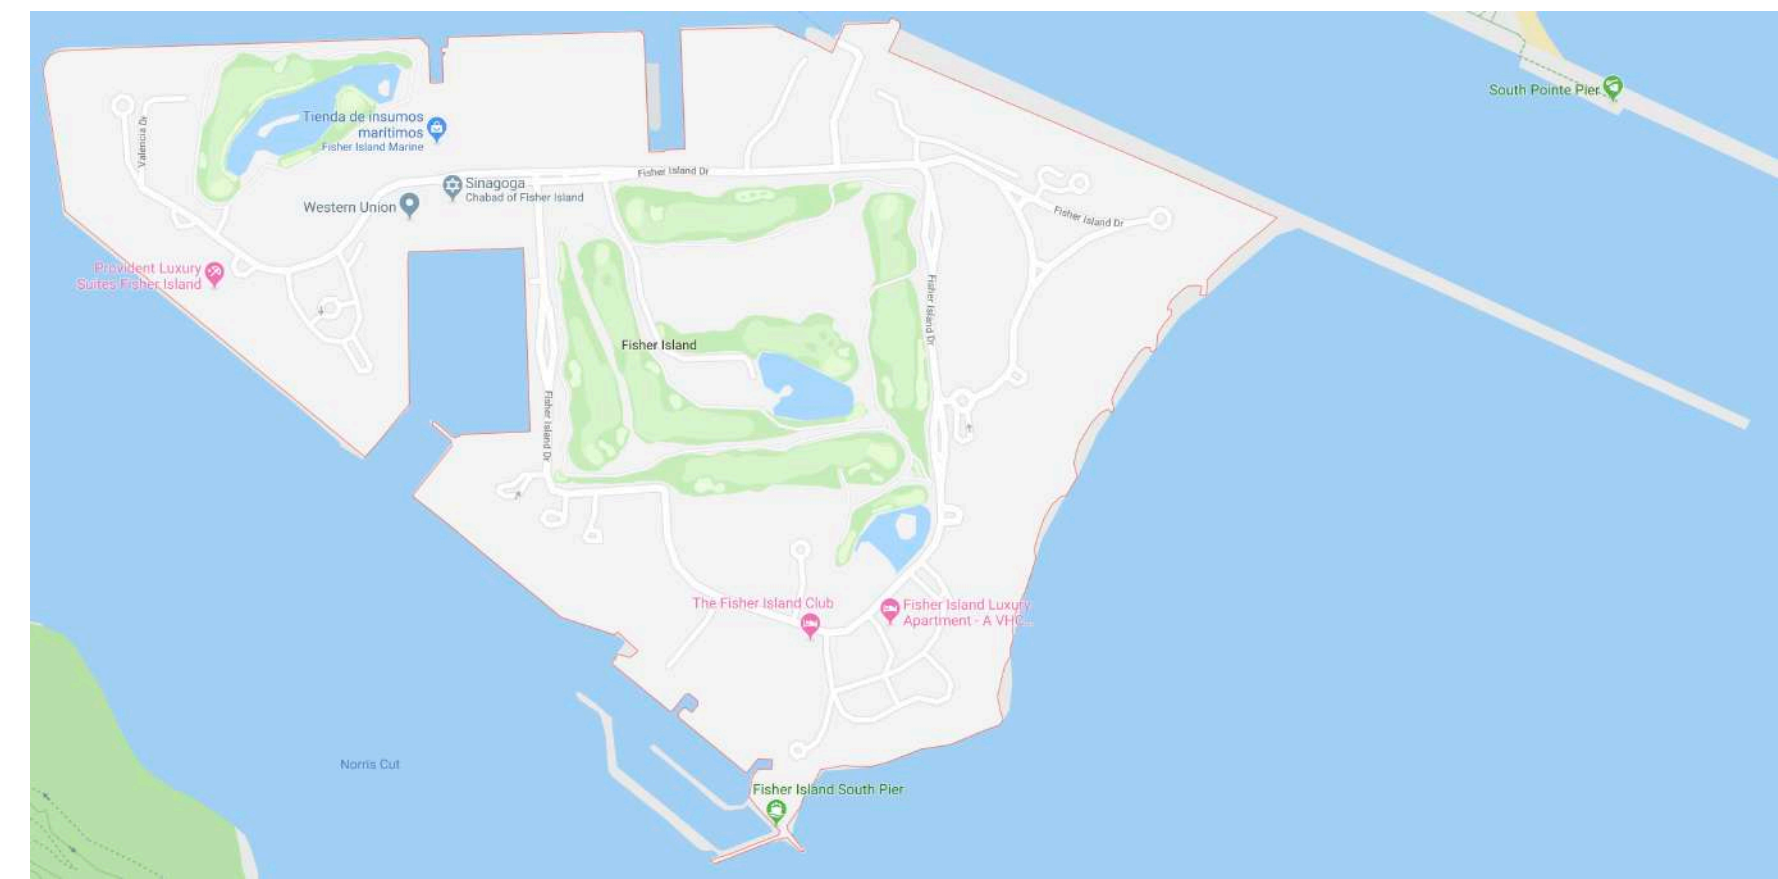 South Pointe Pier
Tienda de insumos
marítimos
Fisher Island Marine
Valencia Dr
Fisher Island Dr
Sinagoga
Chabad of Fisher Island
Western Union
Fisher Island Dr
Provident Luxury
Suites Fisher Island
Fisher Island Dr
Fisher Island
Fisher Island Dr
The Fisher Island Club
Fisher Island Luxury
Apartment - A VHC...
Norris Cut
Fisher Island South Pier